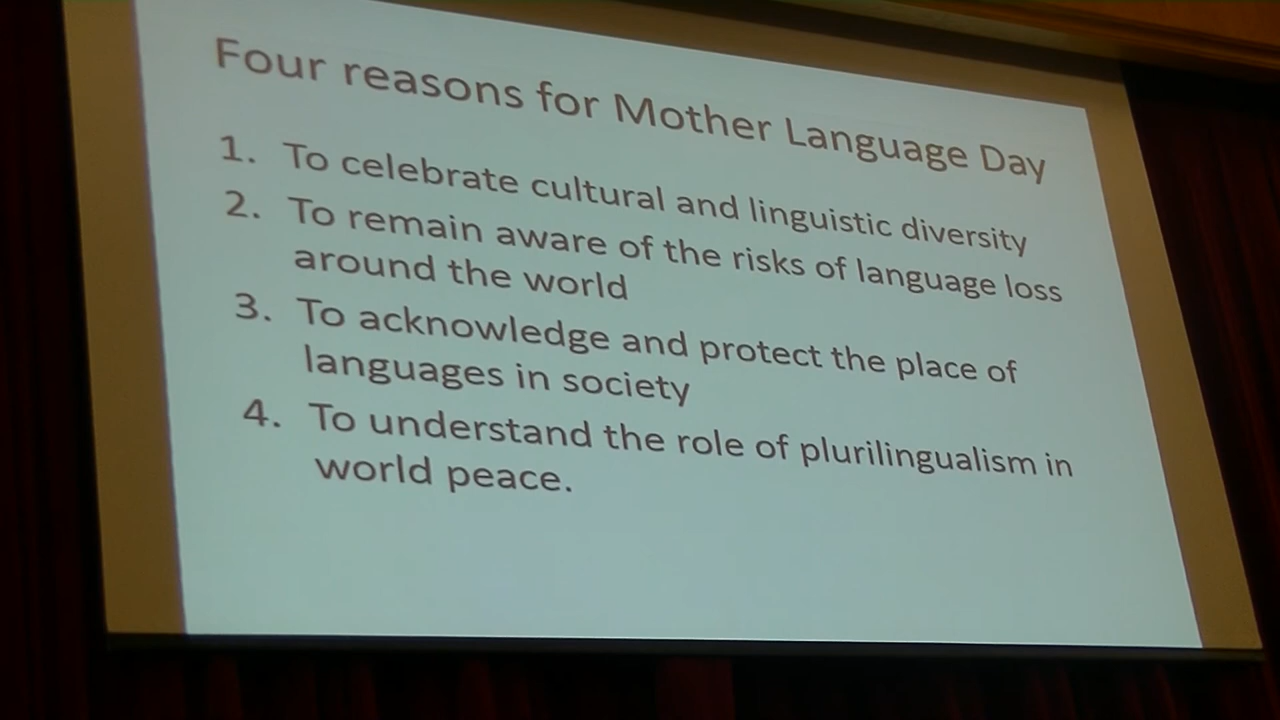 Four reasons for Mother Language Day
1. To celebrate cultural and linguistic diversity
2. To remain aware of the risks of language loss
around the world
3. To acknowledge and protect the place of
languages in society
4. To understand the role of plurilingualism in
world peace.